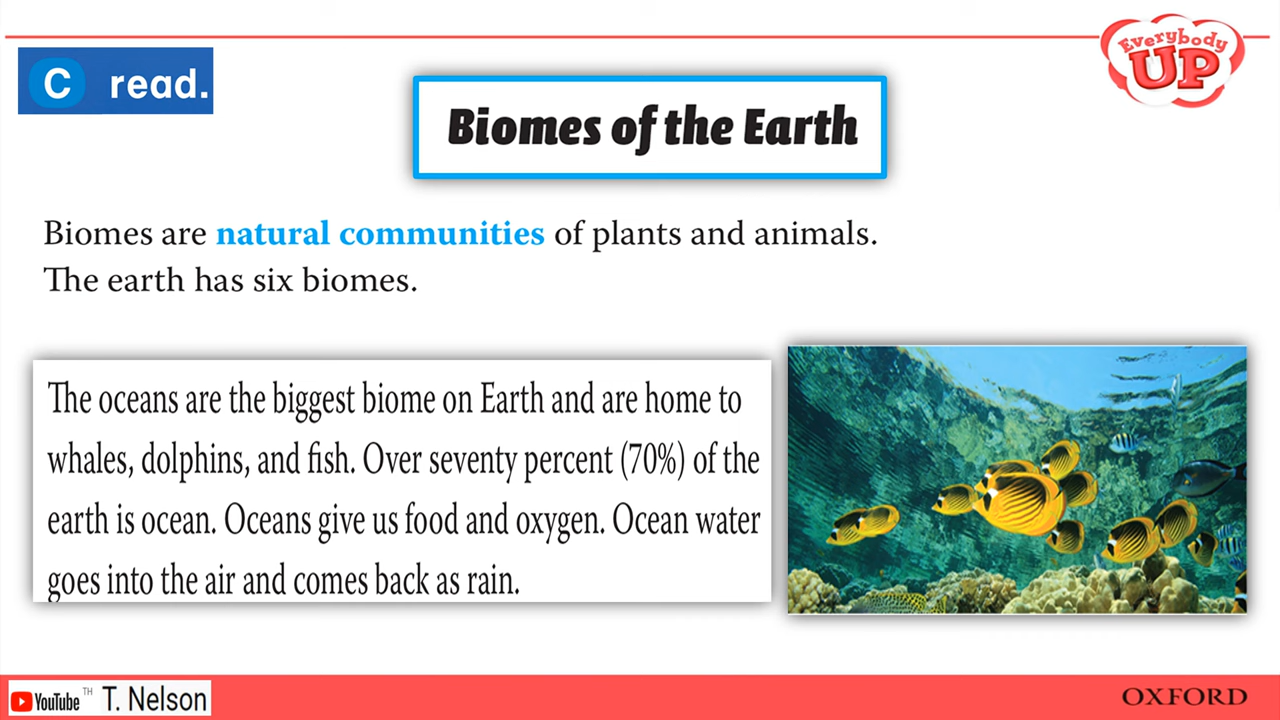 Everybody
UP
C read.
Biomes of the Earth
Biomes are natural communities of plants and animals.
The earth has six biomes.
The oceans are the biggest biome on Earth and are home to
whales, dolphins, and fish. Over seventy percent (70%) of the
earth is ocean. Oceans give us food and oxygen. Ocean water
goes into the air and comes back as rain.
YouTube TH T. Nelson
OXFORD